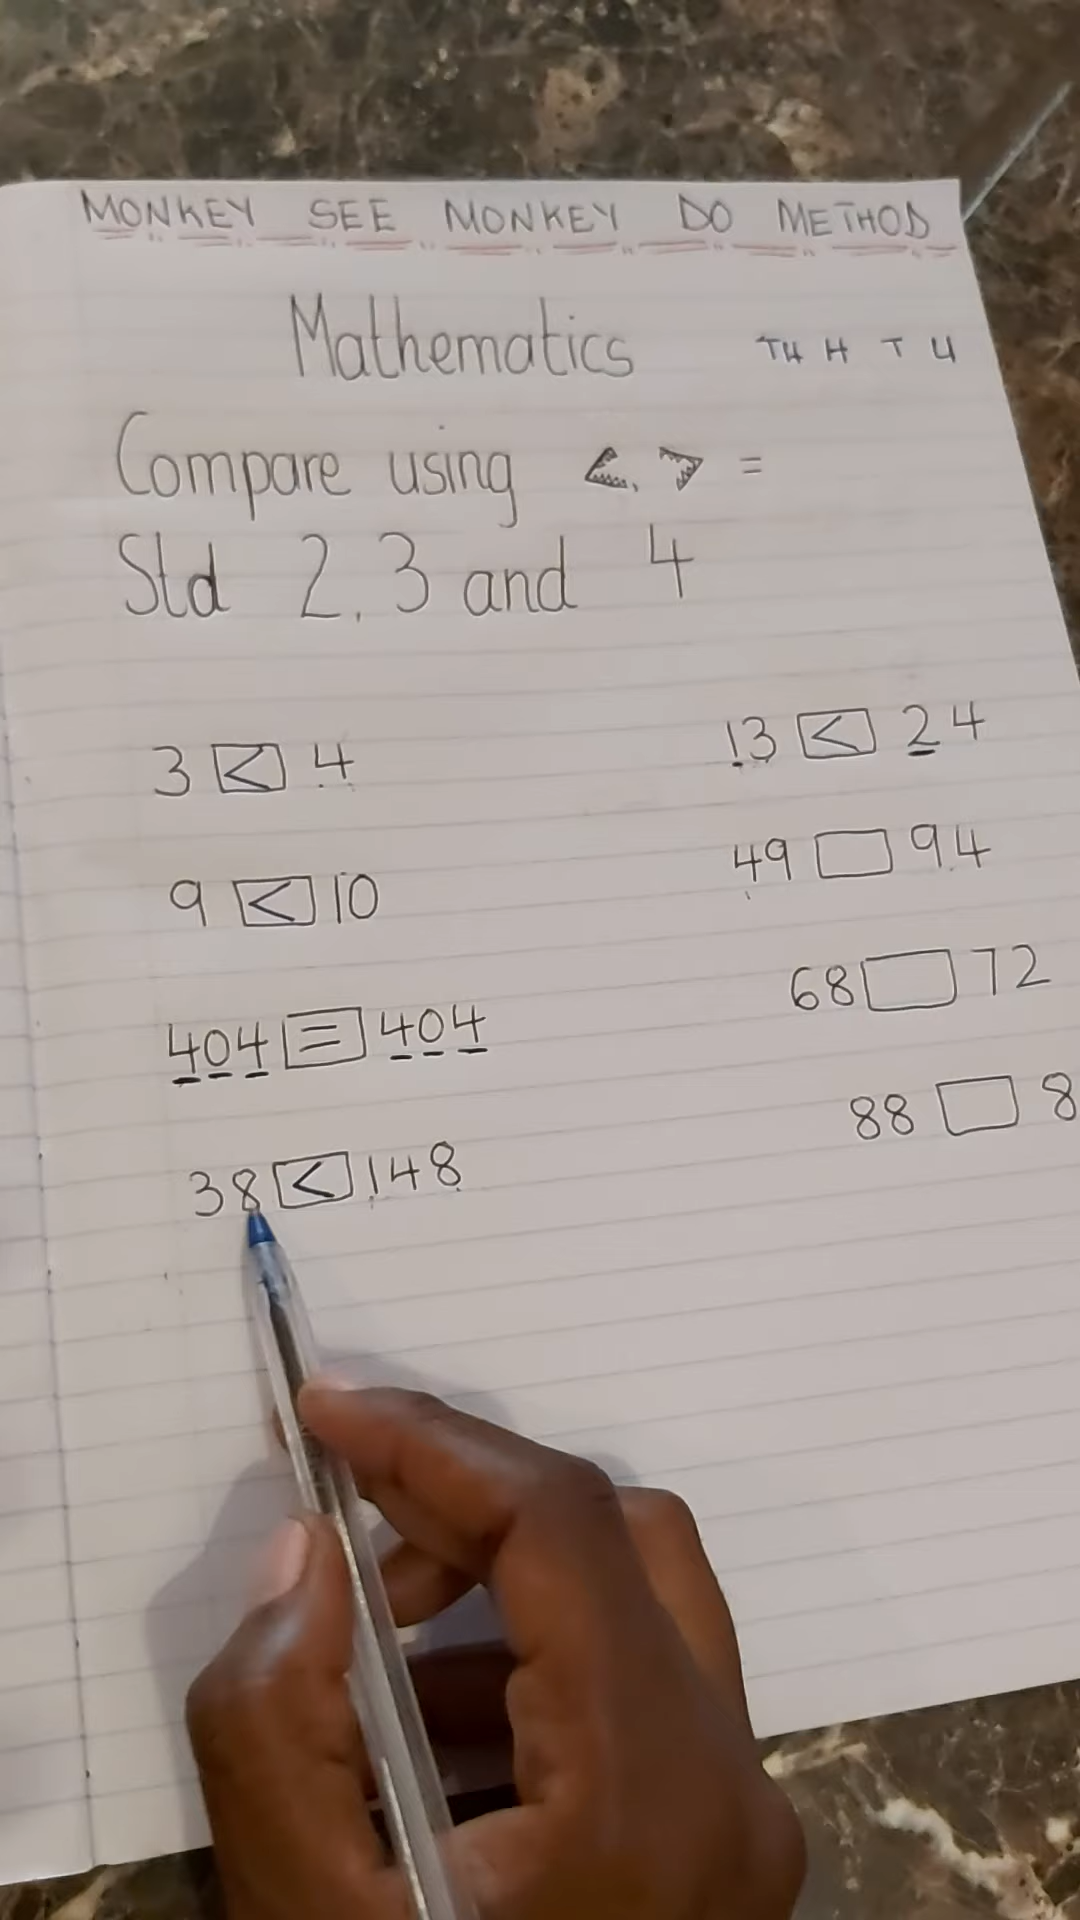 MONKEY SEE MONKEY DO METHOD
Mathematics
TH H T U
Compare using <, > =
Std 2, 3 and 4
3 < 4
13 < 24
9 < 10
49 □ 94
404 = 404
68 □ 72
38 < 148
88 □ 8